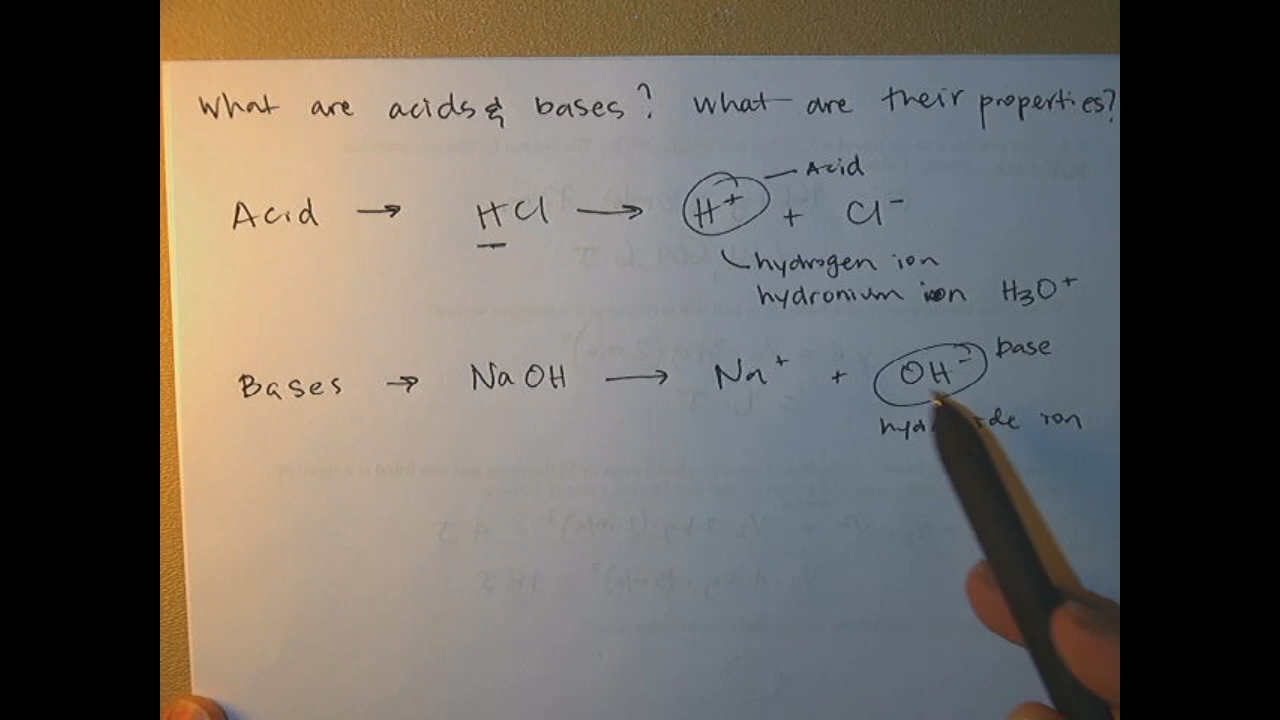 What are acids & bases? What are their properties?
Acid → HCl → H+ + Cl- — Acid
hydrogen ion
hydronium ion H3O+
Bases → NaOH → Na+ + OH- base
ion